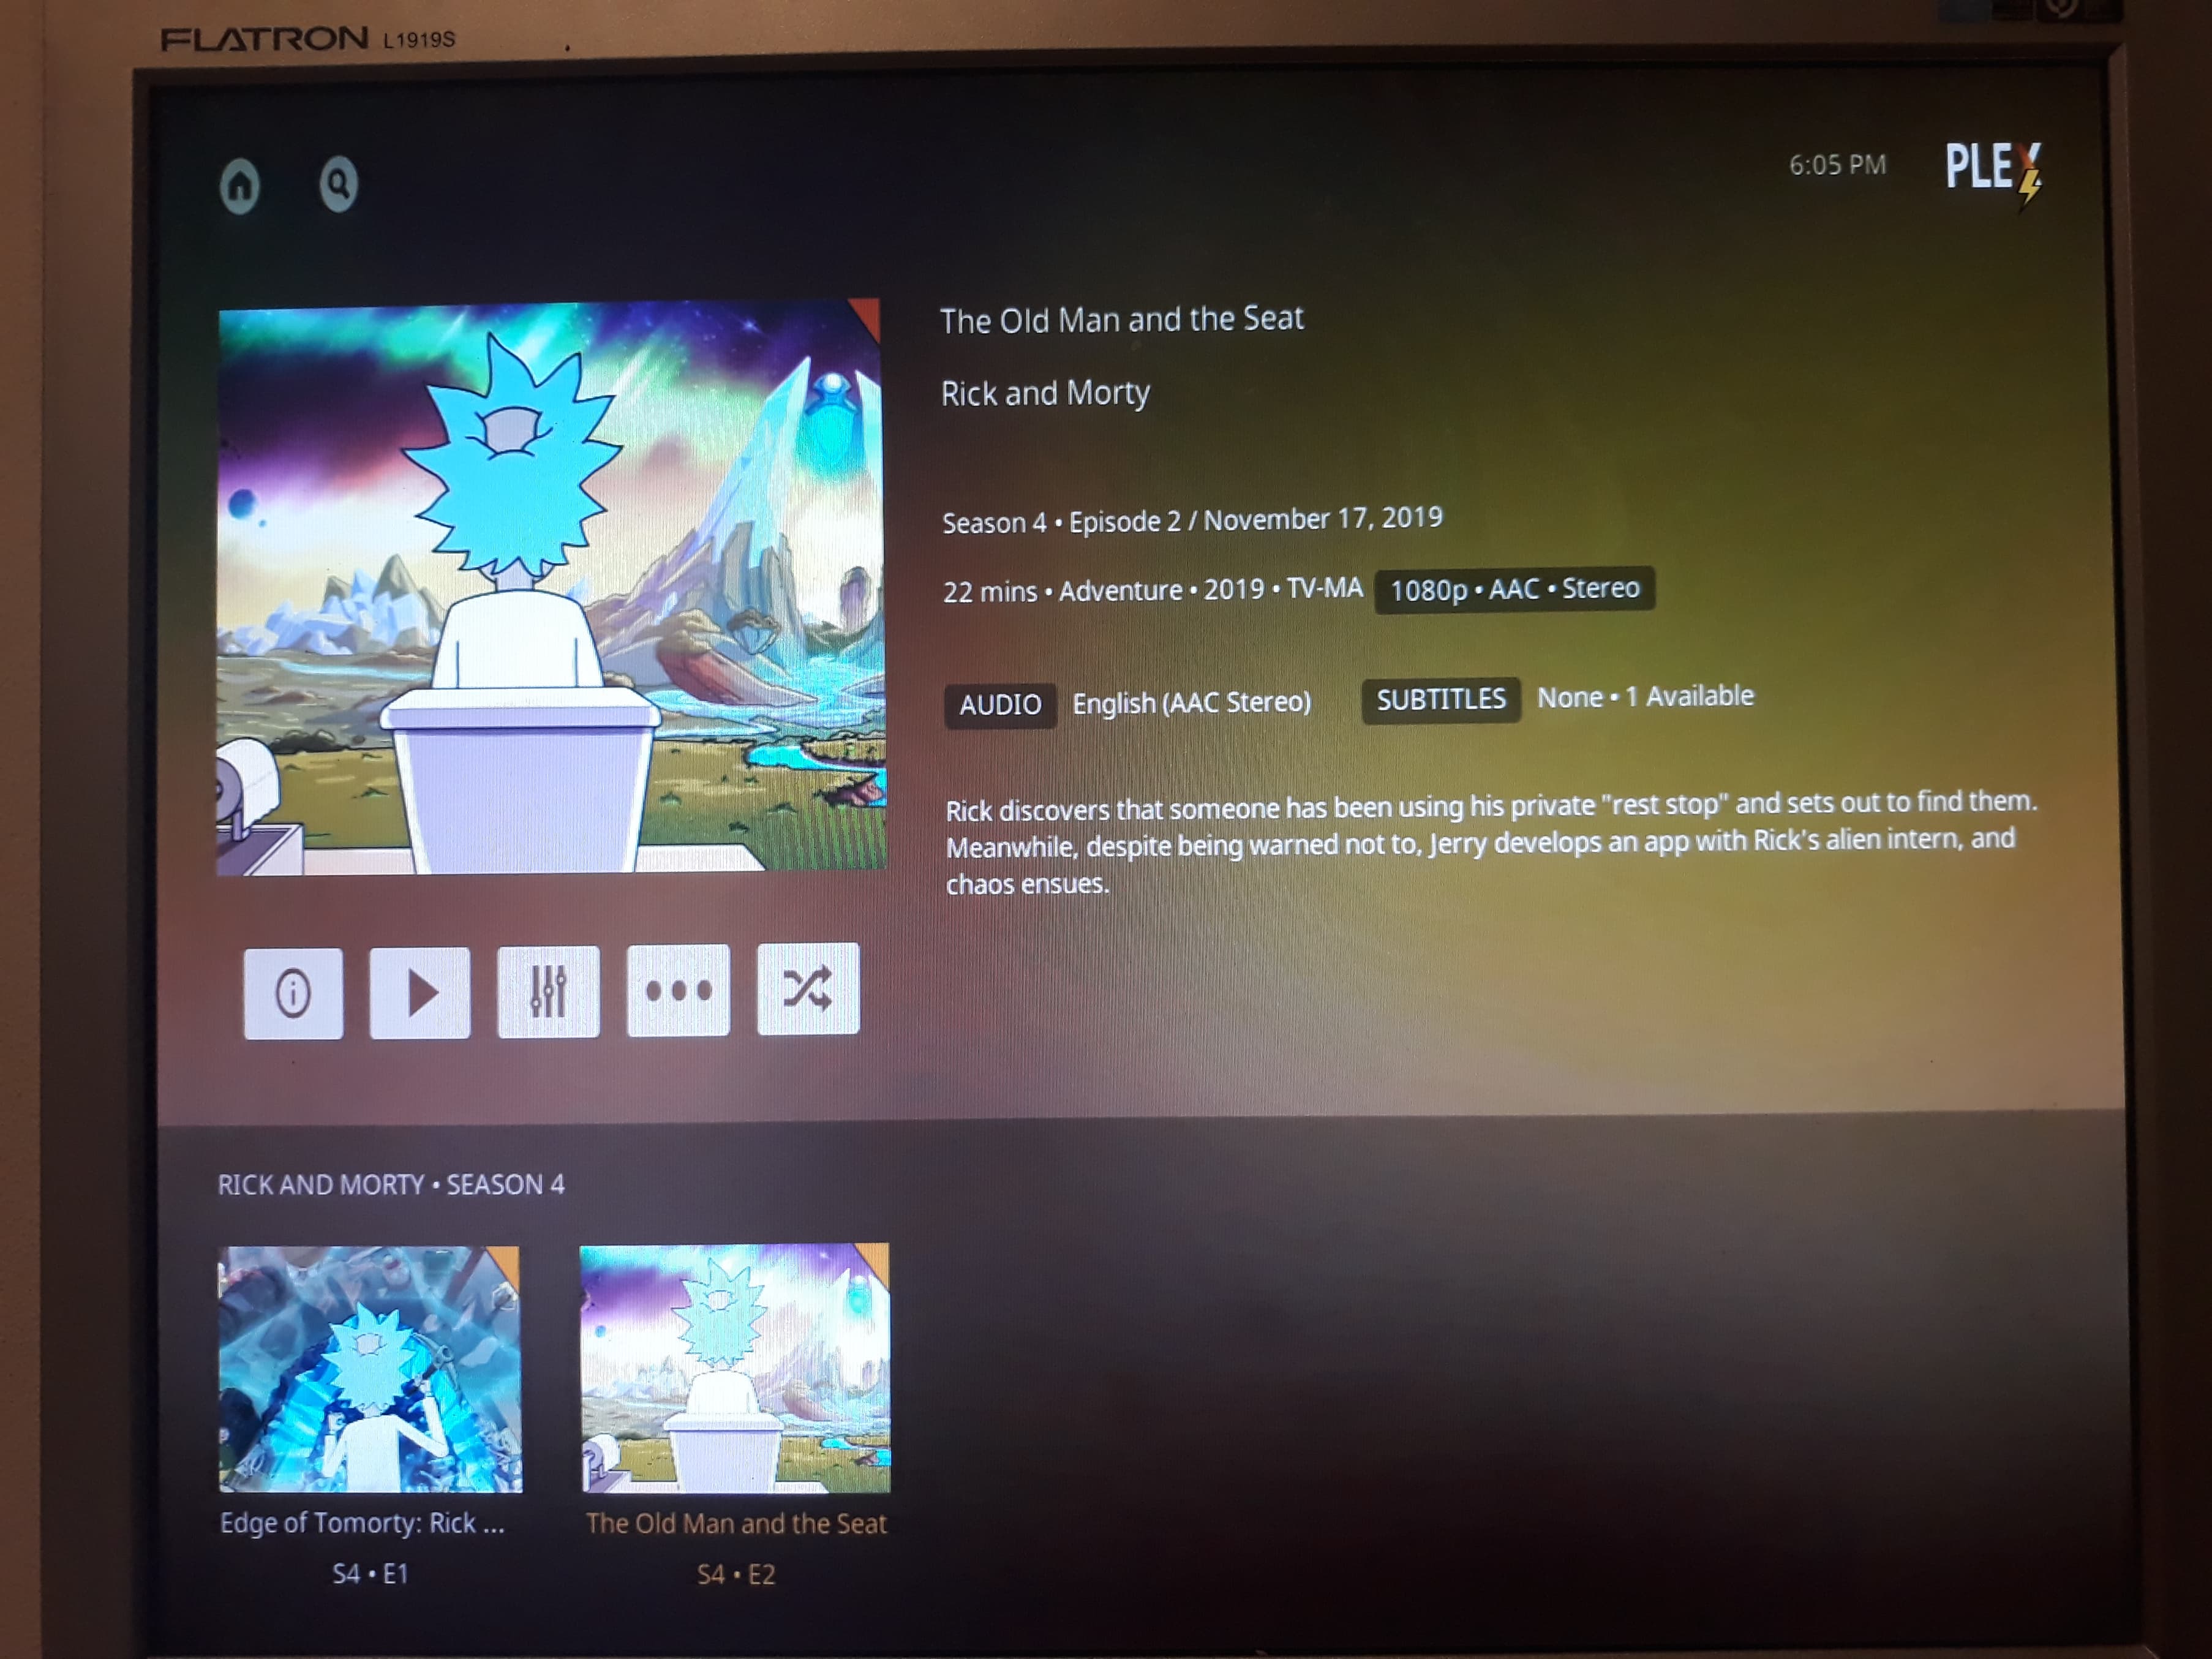 FLATRON L1919S
6:05 PM
PLEX
The Old Man and the Seat
Rick and Morty
Season 4 • Episode 2 / November 17, 2019
22 mins • Adventure • 2019 • TV-MA 1080p • AAC • Stereo
AUDIO English (AAC Stereo) SUBTITLES None • 1 Available
Rick discovers that someone has been using his private "rest stop" and sets out to find them.
Meanwhile, despite being warned not to, Jerry develops an app with Rick's alien intern, and
chaos ensues.
RICK AND MORTY • SEASON 4
Edge of Tomorty: Rick ...
S4 • E1
The Old Man and the Seat
S4 • E2